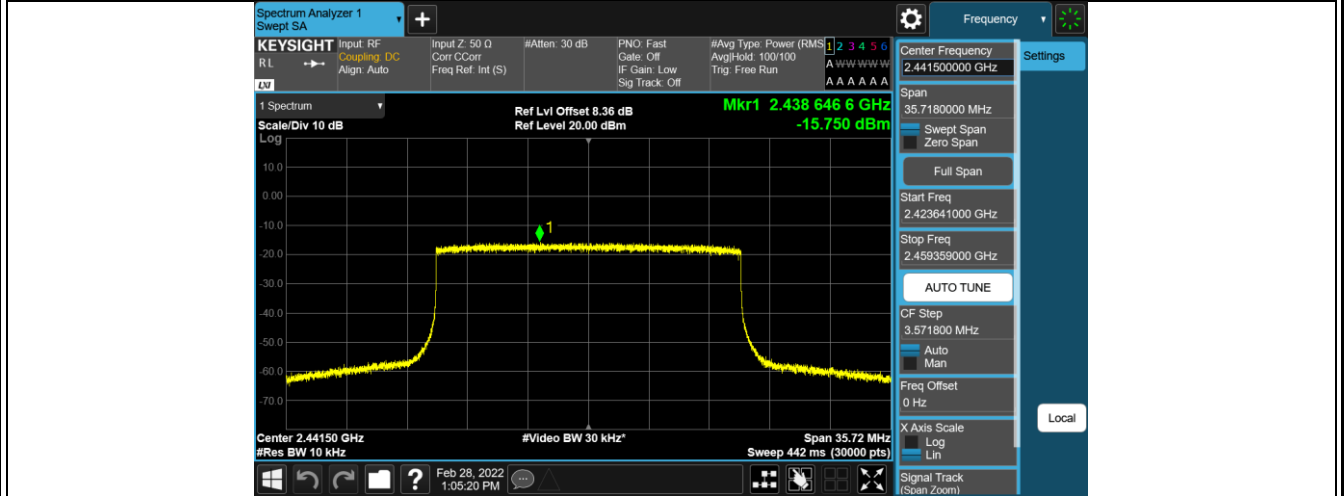 Spectrum Analyzer 1
Swept SA
+
Frequency
KEYSIGHT
R L
LXI
Input: RF
Coupling: DC
Align: Auto
Input Z: 50 Ω
Corr CCorr
Freq Ref: Int (S)
#Atten: 30 dB
PNO: Fast
Gate: Off
IF Gain: Low
Sig Track: Off
#Avg Type: Power (RMS
Avg|Hold: 100/100
Trig: Free Run
1 2 3 4 5 6
A W W W W W
A A A A A A
1 Spectrum
Scale/Div 10 dB
Log
Ref Lvl Offset 8.36 dB
Ref Level 20.00 dBm
Mkr1 2.438 646 6 GHz
-15.750 dBm
10.0
0.00
-10.0
-20.0
-30.0
-40.0
-50.0
-60.0
-70.0
1
Center 2.44150 GHz
#Res BW 10 kHz
#Video BW 30 kHz*
Span 35.72 MHz
Sweep 442 ms (30000 pts)
?
Feb 28, 2022
1:05:20 PM
Center Frequency
2.441500000 GHz
Span
35.7180000 MHz
Swept Span
Zero Span
Full Span
Start Freq
2.423641000 GHz
Stop Freq
2.459359000 GHz
AUTO TUNE
CF Step
3.571800 MHz
Auto
Man
Freq Offset
0 Hz
X Axis Scale
Log
Lin
Signal Track
(Span Zoom)
Settings
Local